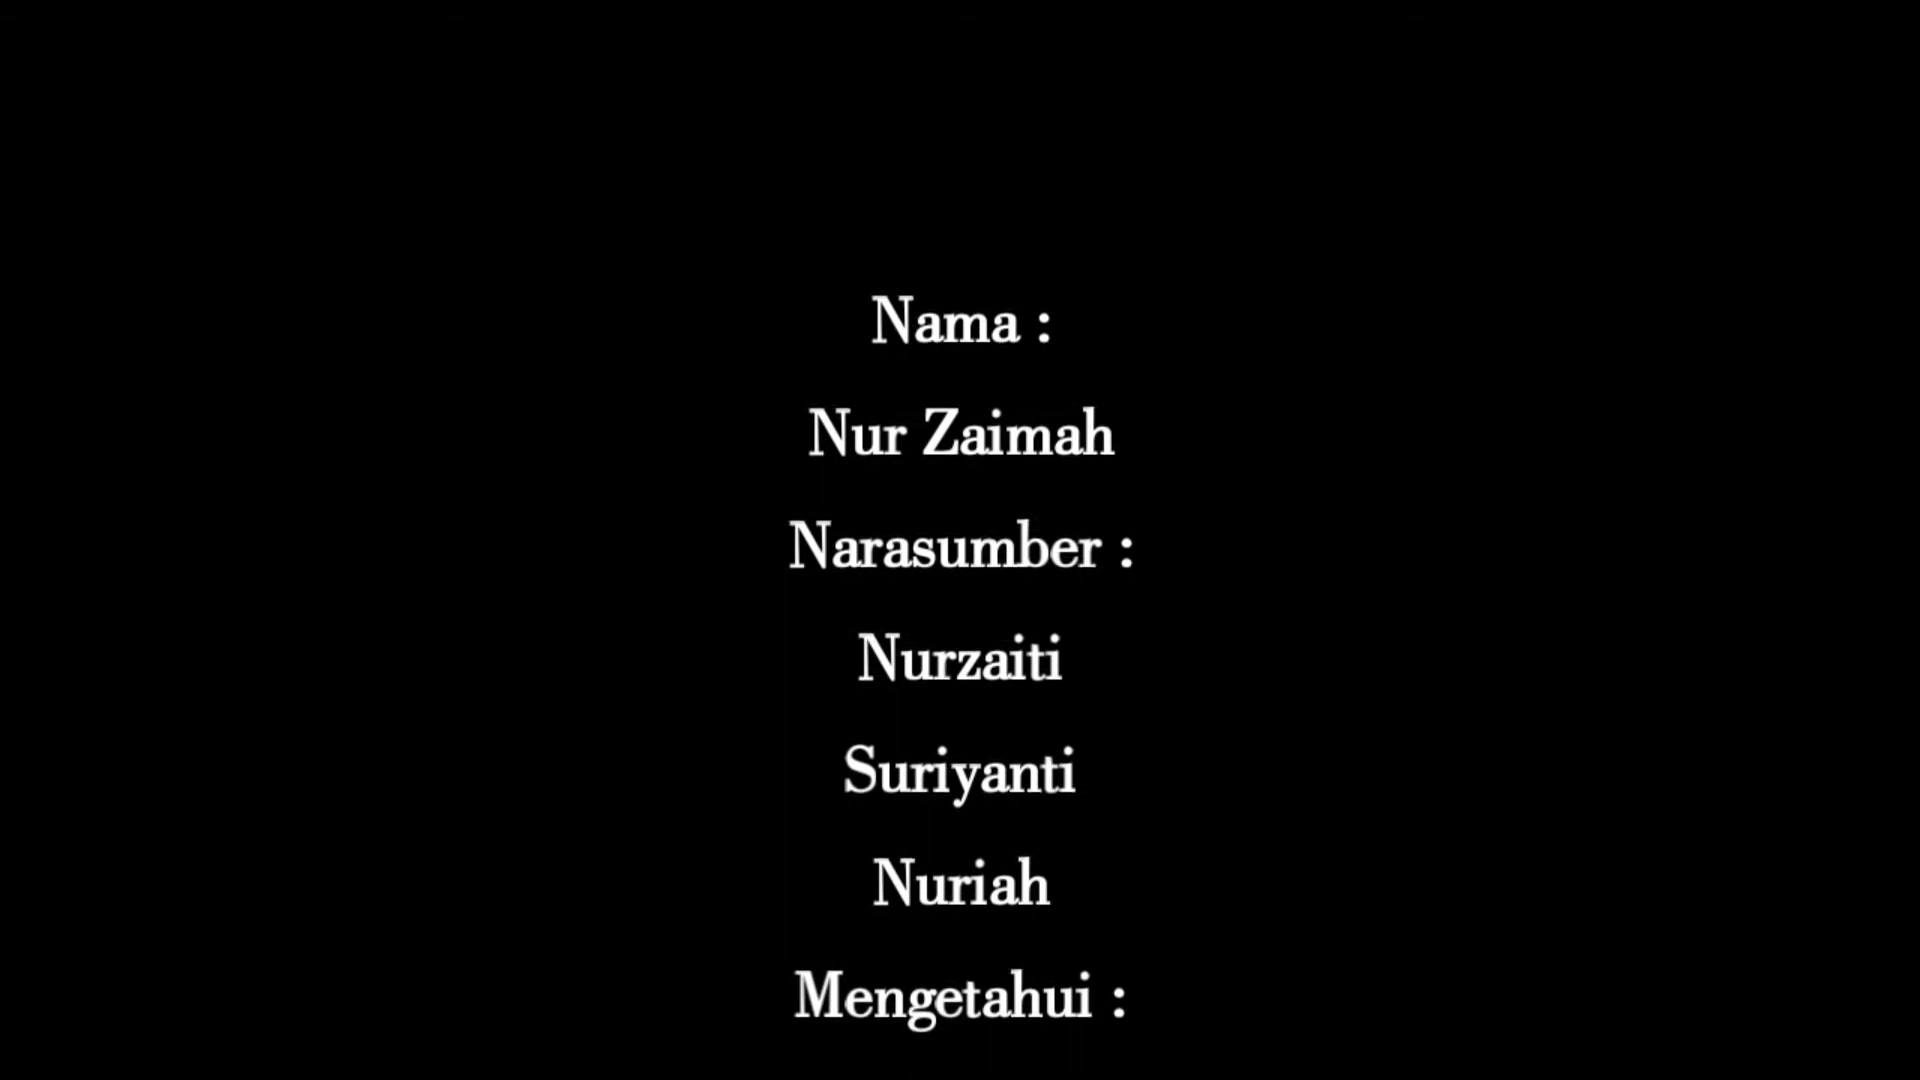 Nama :
Nur Zaimah
Narasumber :
Nurzaiti
Suriyanti
Nuriah
Mengetahui :